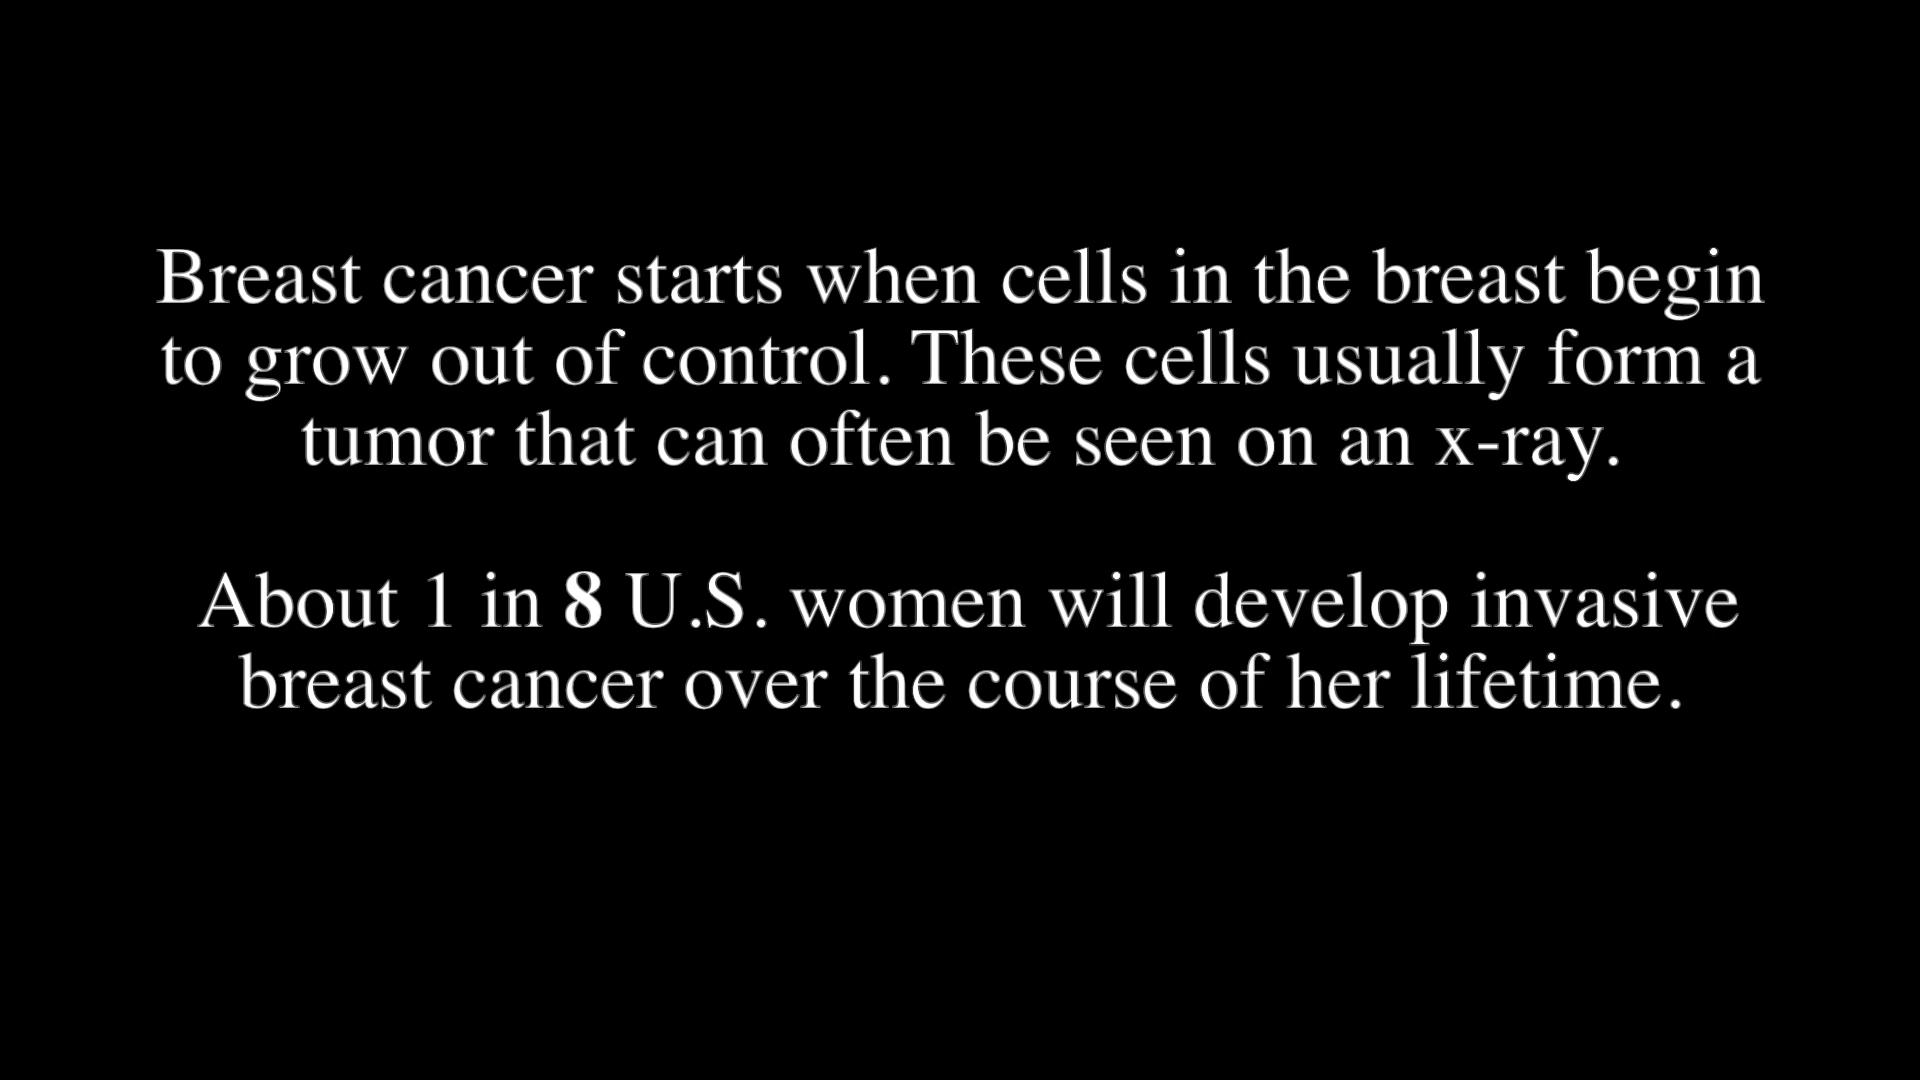 Breast cancer starts when cells in the breast begin
to grow out of control. These cells usually form a
tumor that can often be seen on an x-ray.
About 1 in 8 U.S. women will develop invasive
breast cancer over the course of her lifetime.